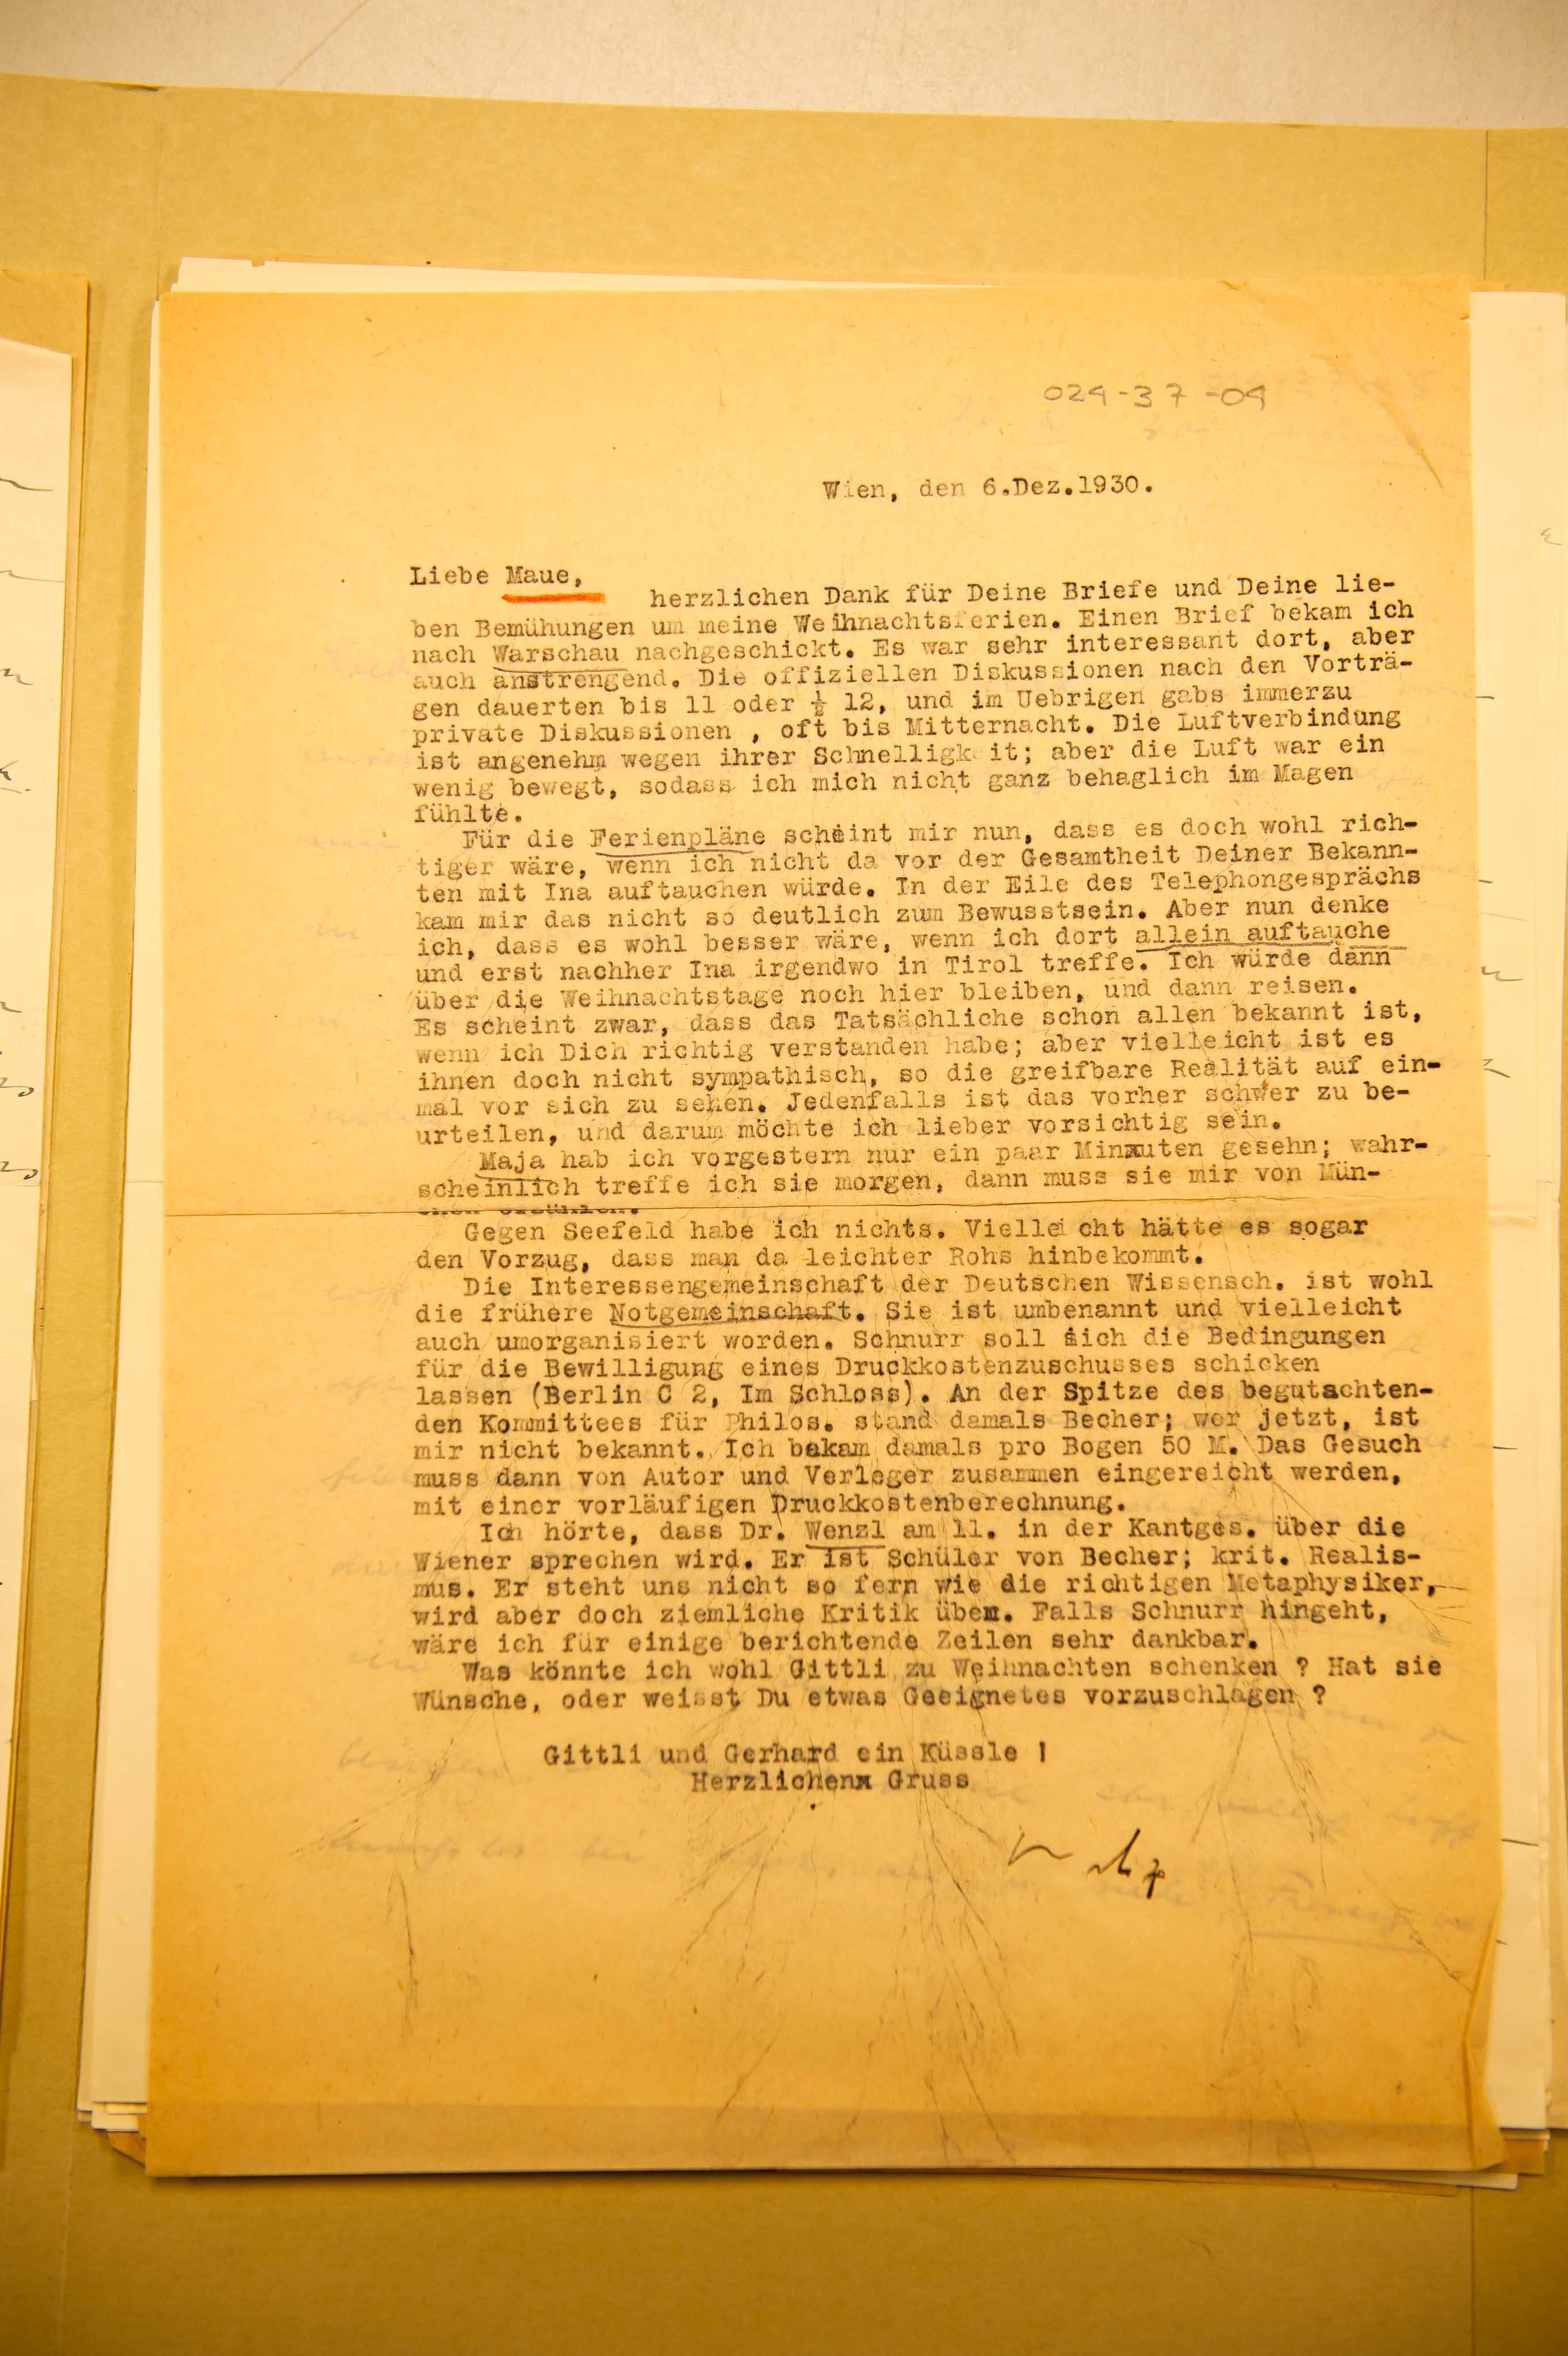 024-37-04
Wien, den 6.Dez.1930.
Liebe Maue,
herzlichen Dank für Deine Briefe und Deine lie-
ben Bemühungen um meine Weihnachtsferien. Einen Brief bekam ich
nach Warschau nachgeschickt. Es war sehr interessant dort, aber
auch anstrengend. Die offiziellen Diskussionen nach den Vorträ-
gen dauerten bis 11 oder ½ 12, und im Uebrigen gabs immerzu
private Diskussionen , oft bis Mitternacht. Die Luftverbindung
ist angenehm wegen ihrer Schnelligkeit; aber die Luft war ein
wenig bewegt, sodass ich mich nicht ganz behaglich im Magen
fühlte.
Für die Ferienpläne scheint mir nun, dass es doch wohl rich-
tiger wäre, wenn ich nicht da vor der Gesamtheit Deiner Bekann-
ten mit Ina auftauchen würde. In der Eile des Telephongesprächs
kam mir das nicht so deutlich zum Bewusstsein. Aber nun denke
ich, dass es wohl besser wäre, wenn ich dort allein auftauche
und erst nachher Ina irgendwo in Tirol treffe. Ich würde dann
über die Weihnachtstage noch hier bleiben, und dann reisen.
Es scheint zwar, dass das Tatsächliche schon allen bekannt ist,
wenn ich Dich richtig verstanden habe; aber vielleicht ist es
ihnen doch nicht sympathisch, so die greifbare Realität auf ein-
mal vor sich zu sehen. Jedenfalls ist das vorher schwer zu be-
urteilen, und darum möchte ich lieber vorsichtig sein.
Maja hab ich vorgestern nur ein paar Minxuten gesehn; wahr-
scheinlich treffe ich sie morgen, dann muss sie mir von Mün-
chen erzählen.
Gegen Seefeld habe ich nichts. Vielleicht hätte es sogar
den Vorzug, dass man da leichter Rohs hinbekommt.
Die Interessengemeinschaft der Deutschen Wissensch. ist wohl
die frühere Notgemeinschaft. Sie ist umbenannt und vielleicht
auch umorganisiert worden. Schnurr soll sich die Bedingungen
für die Bewilligung eines Druckkostenzuschusses schicken
lassen (Berlin C 2, Im Schloss). An der Spitze des begutachten-
den Kommittees für Philos. stand damals Becher; wer jetzt, ist
mir nicht bekannt. Ich bekam damals pro Bogen 50 M. Das Gesuch
muss dann von Autor und Verleger zusammen eingereicht werden,
mit einer vorläufigen Druckkostenberechnung.
Ich hörte, dass Dr. Wenzl am 11. in der Kantges. über die
Wiener sprechen wird. Er ist Schüler von Becher; krit. Realis-
mus. Er steht uns nicht so fern wie die richtigen Metaphysiker,
wird aber doch ziemliche Kritik üben. Falls Schnurr hingeht,
wäre ich für einige berichtende Zeilen sehr dankbar.
Was könnte ich wohl Gittli zu Weihnachten schenken ? Hat sie
Wünsche, oder weisst Du etwas Geeignetes vorzuschlagen ?
Gittli und Gerhard ein Küssle !
Herzlichenx Gruss